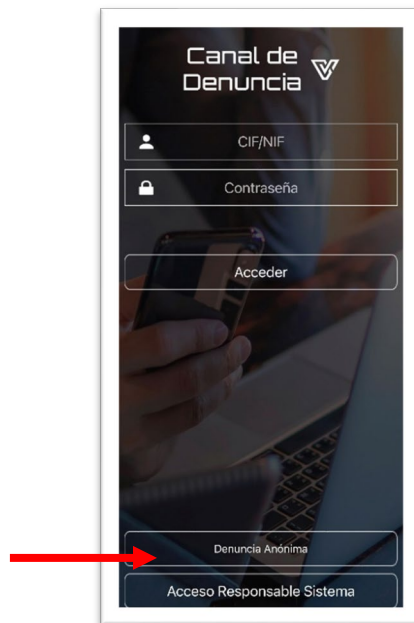 Canal de
Denuncia
CIF/NIF
Contraseña
Acceder
Denuncia Anónima
Acceso Responsable Sistema